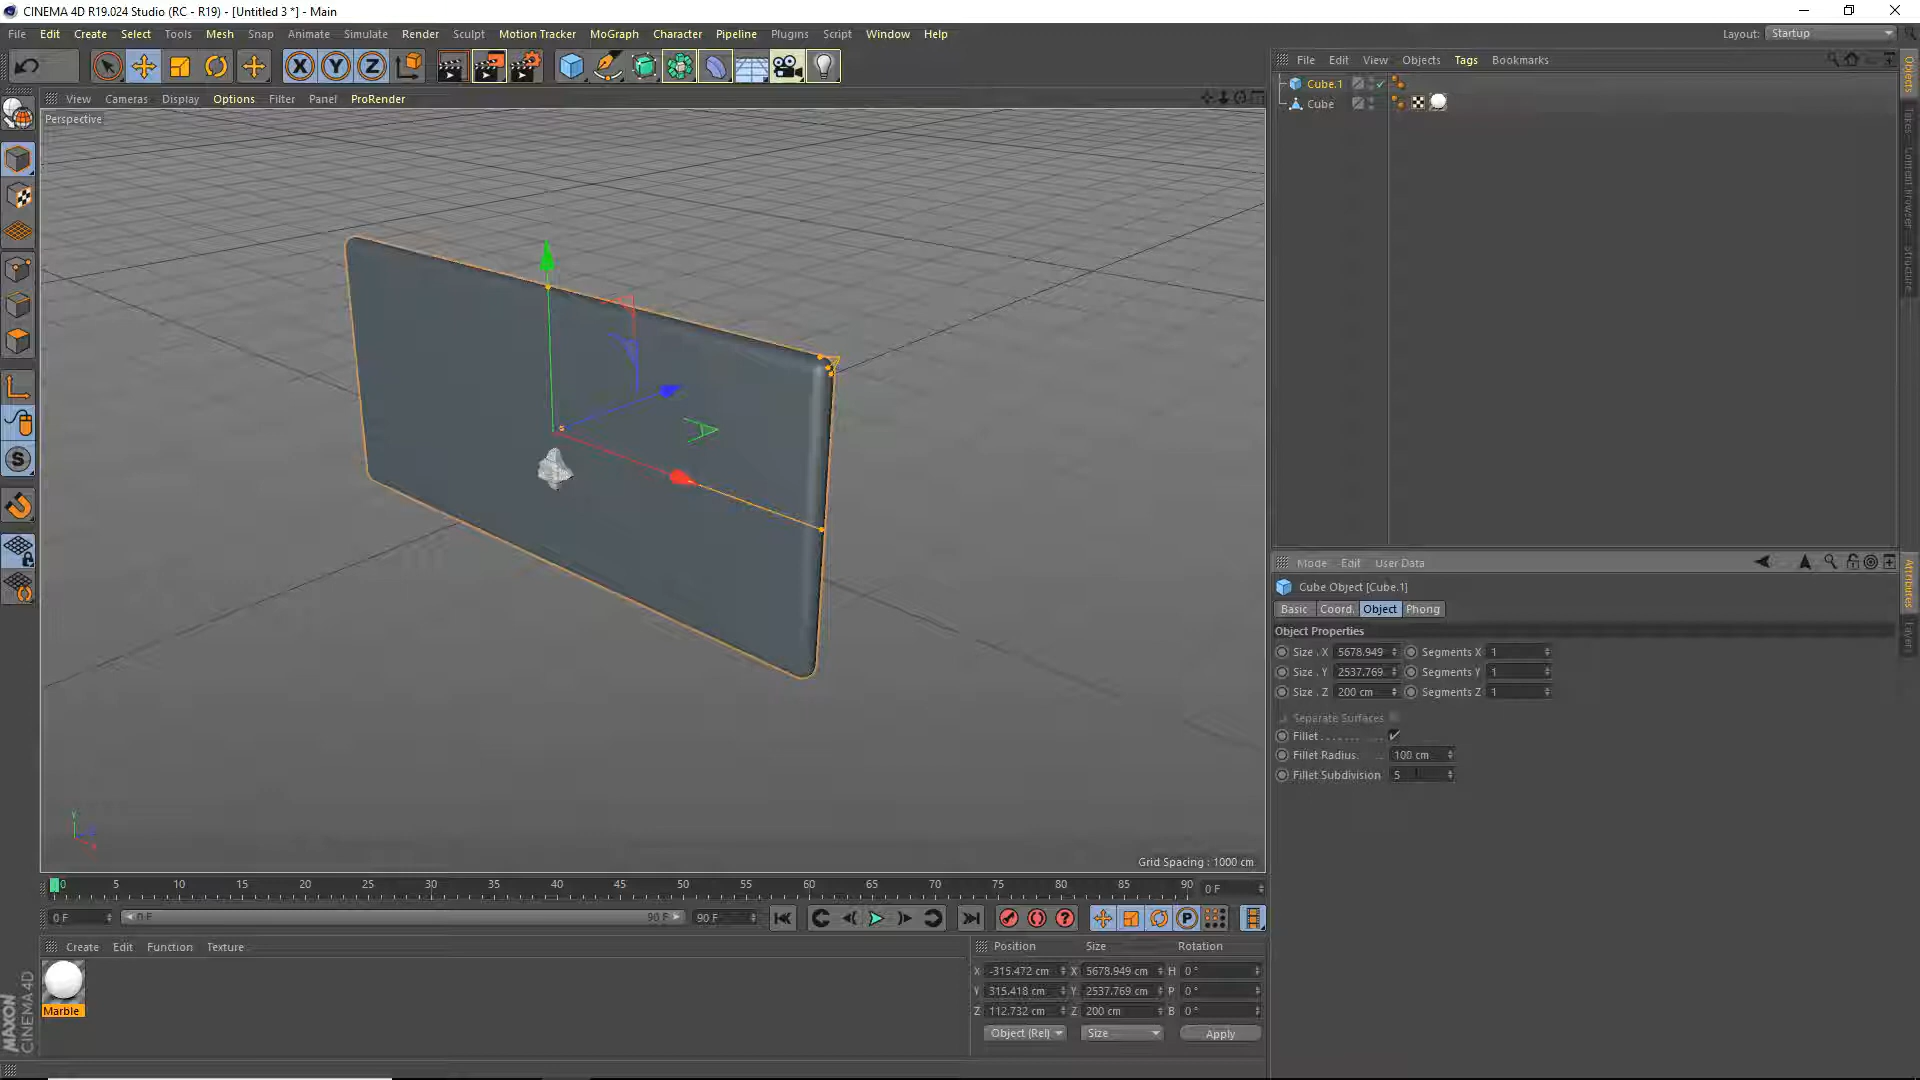 CINEMA 4D R19.024 Studio (RC - R19) - [Untitled 3 *] - Main
File Edit Create Select Tools Mesh Snap Animate Simulate Render Sculpt Motion Tracker MoGraph Character Pipeline Plugins Script Window Help
Layout: Startup
X Y Z
File Edit View Objects Tags Bookmarks
Cube.1
Cube
View Cameras Display Options Filter Panel ProRender
Perspective
Grid Spacing : 1000 cm
Objects
Takes
Content Browser
Structure
Mode Edit User Data
Cube Object [Cube.1]
Basic Coord. Object Phong
Object Properties
Size . X 5678.949 Segments X 1
Size . Y 2537.769 Segments Y 1
Size . Z 200 cm Segments Z 1
Separate Surfaces
Fillet
Fillet Radius 100 cm
Fillet Subdivision 5
Attributes
Layers
0 5 10 15 20 25 30 35 40 45 50 55 60 65 70 75 80 85 90 0 F
0 F 0 F 90 F 90 F
Create Edit Function Texture
Marble
MAXON
CINEMA 4D
Position Size Rotation
X -315.472 cm X 5678.949 cm H 0 °
Y 315.418 cm Y 2537.769 cm P 0 °
Z 112.732 cm Z 200 cm B 0 °
Object (Rel) Size Apply